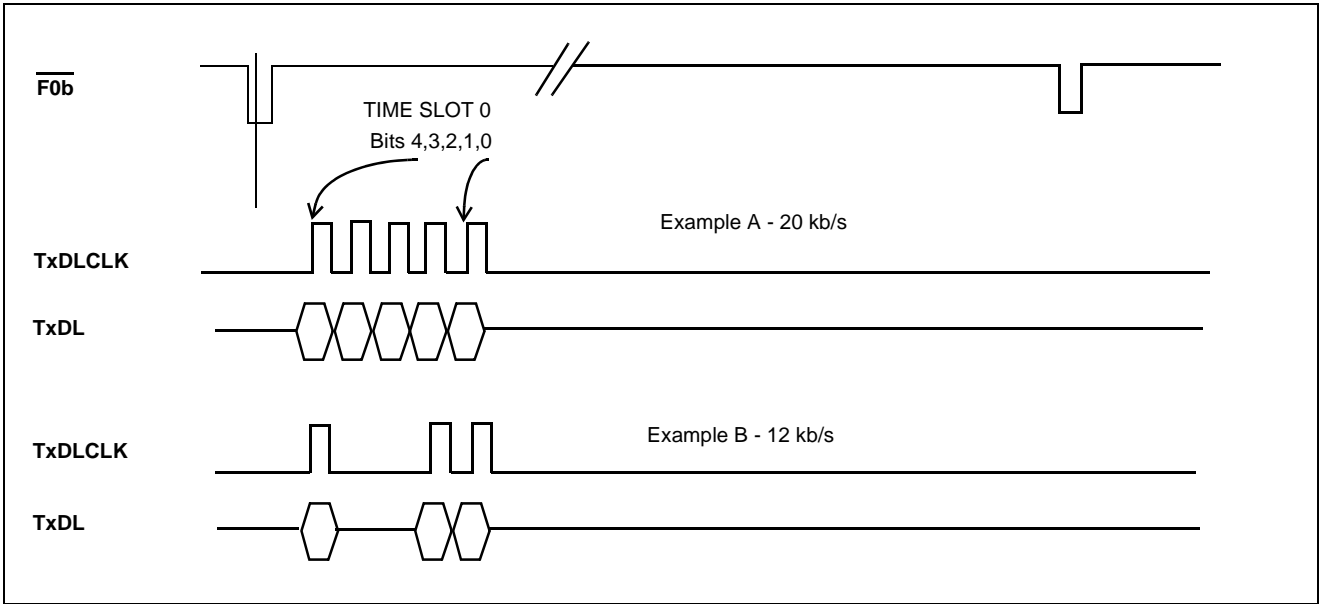 F0b
TIME SLOT 0
Bits 4,3,2,1,0
Example A - 20 kb/s
TxDLCLK
TxDL
Example B - 12 kb/s
TxDLCLK
TxDL